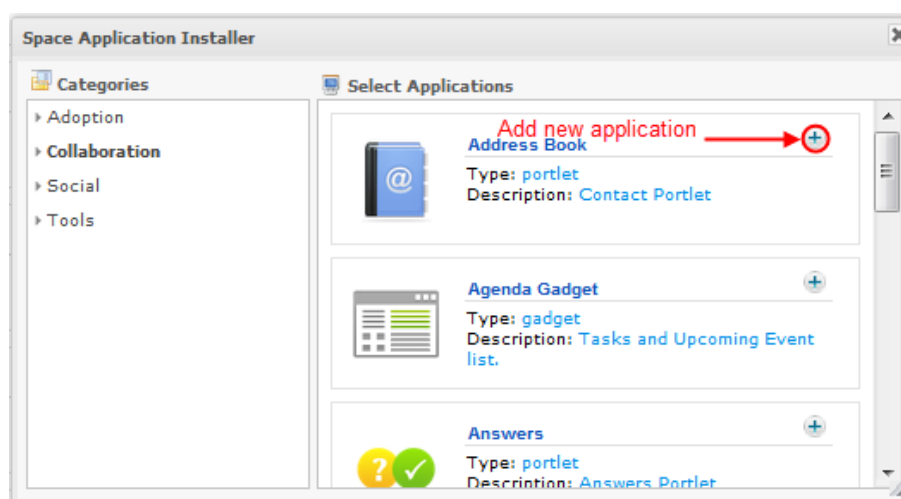 Space Application Installer
Categories
Select Applications
Adoption
Collaboration
Social
Tools
Add new application
Address Book
@
Type: portlet
Description: Contact Portlet
Agenda Gadget
Type: gadget
Description: Tasks and Upcoming Event
list.
Answers
?
Type: portlet
Description: Answers Portlet